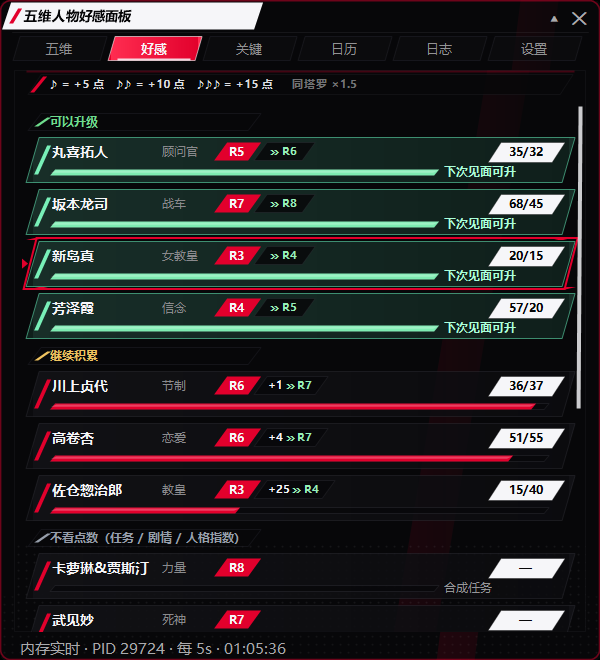 五维人物好感面板
五维 好感 关键 日历 日志 设置
♪ = +5 点 ♪♪ = +10 点 ♪♪♪ = +15 点 同塔罗 ×1.5
可以升级
丸喜拓人 顾问官 R5 » R6 35/32
下次见面可升
坂本龙司 战车 R7 » R8 68/45
下次见面可升
新岛真 女教皇 R3 » R4 20/15
下次见面可升
芳泽霞 信念 R4 » R5 57/20
下次见面可升
继续积累
川上贞代 节制 R6 +1 » R7 36/37
高卷杏 恋爱 R6 +4 » R7 51/55
佐仓惣治郎 教皇 R3 +25 » R4 15/40
不看点数（任务 / 剧情 / 人格指数）
卡萝琳&贾斯汀 力量 R8 —
合成任务
武见妙 死神 R7 —
内存实时 · PID 29724 · 每 5s · 01:05:36